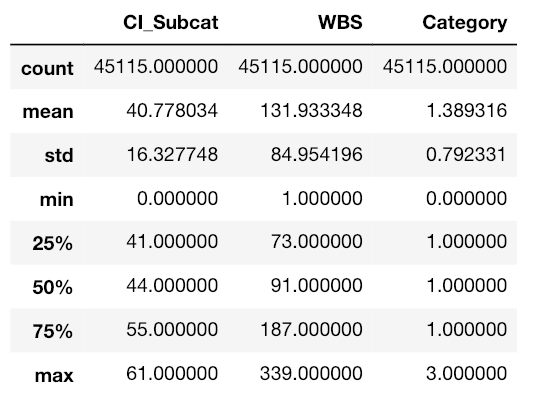 CI_Subcat WBS Category
count 45115.000000 45115.000000 45115.000000
mean 40.778034 131.933348 1.389316
std 16.327748 84.954196 0.792331
min 0.000000 1.000000 0.000000
25% 41.000000 73.000000 1.000000
50% 44.000000 91.000000 1.000000
75% 55.000000 187.000000 1.000000
max 61.000000 339.000000 3.000000